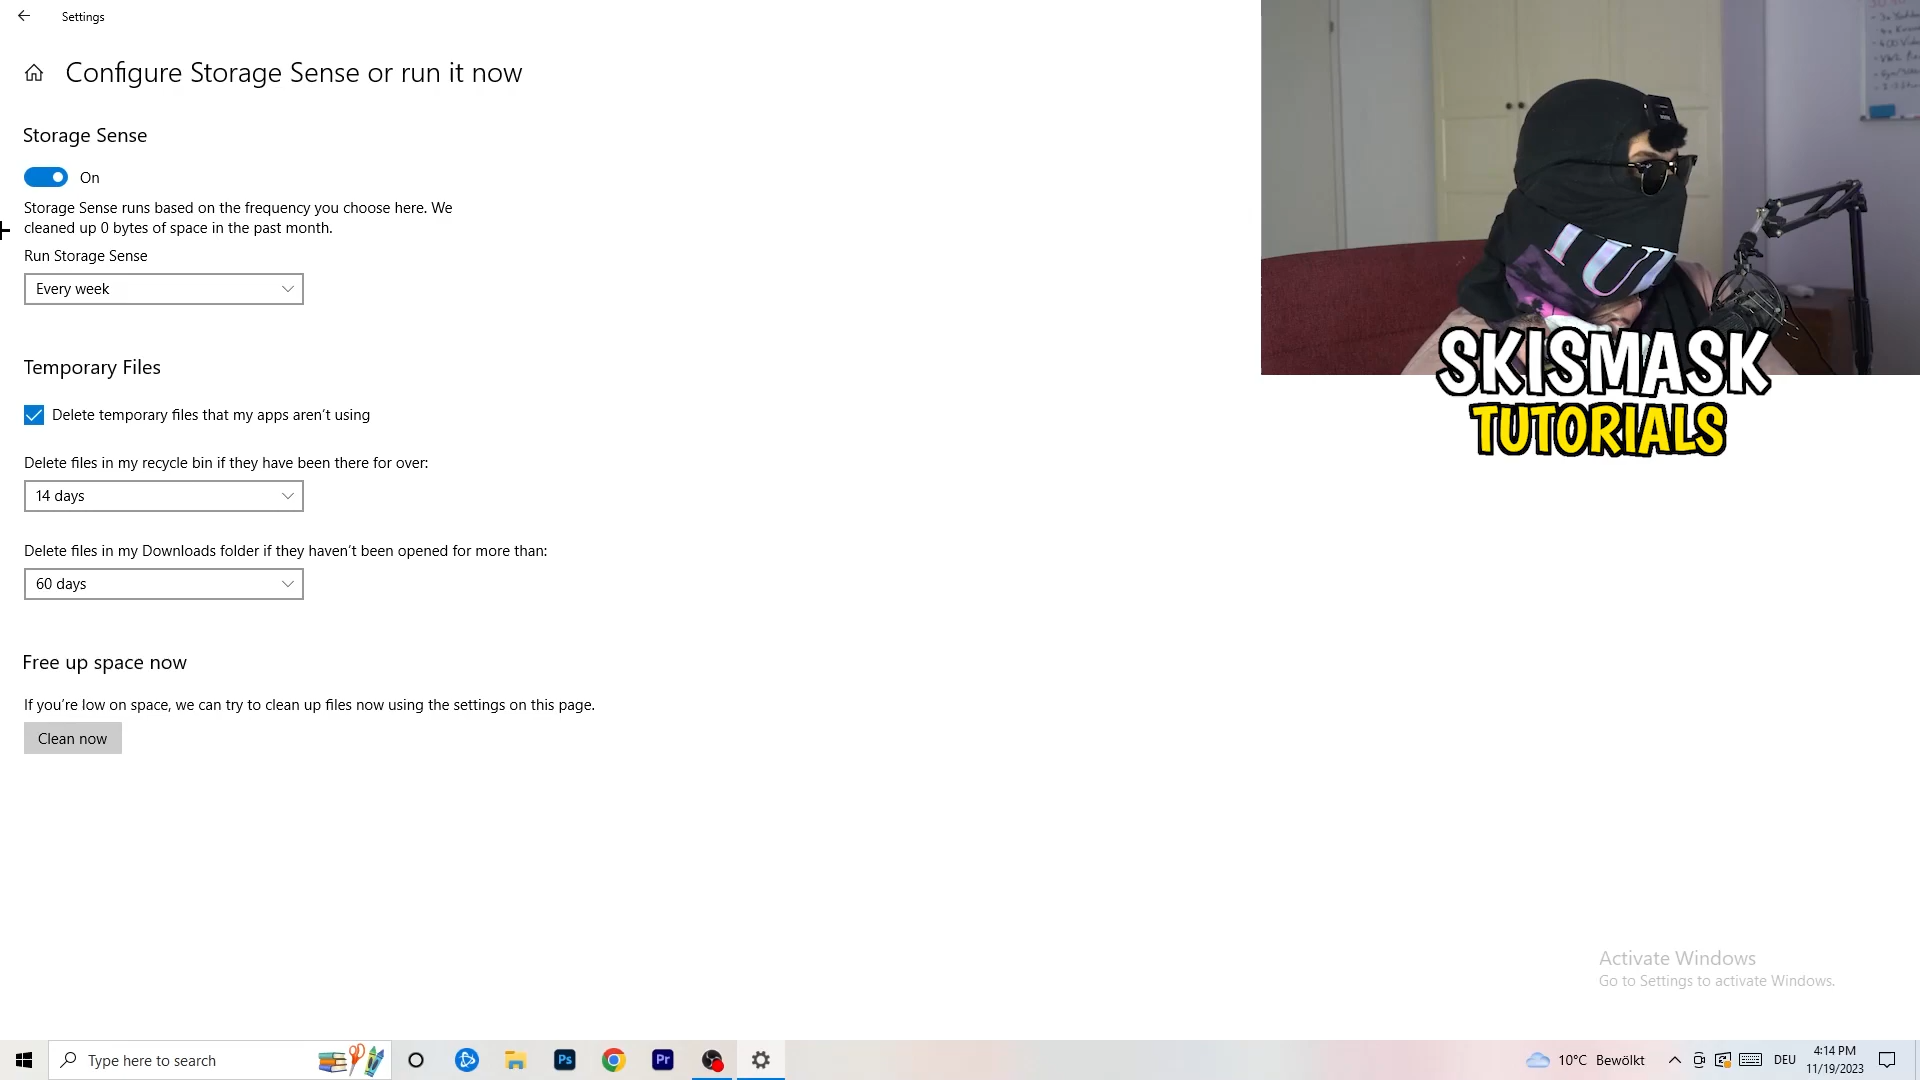 Settings
Configure Storage Sense or run it now
Storage Sense
On
Storage Sense runs based on the frequency you choose here. We
cleaned up 0 bytes of space in the past month.
Run Storage Sense
Every week
Temporary Files
Delete temporary files that my apps aren't using
Delete files in my recycle bin if they have been there for over:
14 days
Delete files in my Downloads folder if they haven't been opened for more than:
60 days
Free up space now
If you're low on space, we can try to clean up files now using the settings on this page.
Clean now
SKISMASK
TUTORIALS
Activate Windows
Go to Settings to activate Windows.
Type here to search
Ps
Pr
10°C Bewölkt
DEU
4:14 PM
11/19/2023